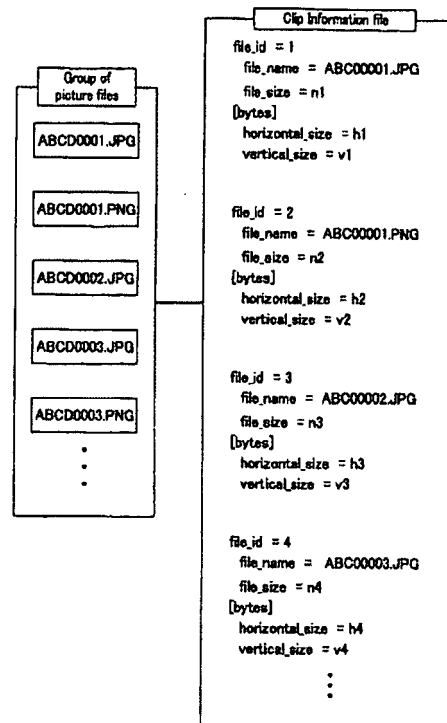 Group of
picture files
ABCD0001.JPG
ABCD0001.PNG
ABCD0002.JPG
ABCD0003.JPG
ABCD0003.PNG
Clip Information file
file_id = 1
file_name = ABC00001.JPG
file_size = n1
[bytes]
horizontal_size = h1
vertical_size = v1
file_id = 2
file_name = ABC00001.PNG
file_size = n2
[bytes]
horizontal_size = h2
vertical_size = v2
file_id = 3
file_name = ABC00002.JPG
file_size = n3
[bytes]
horizontal_size = h3
vertical_size = v3
file_id = 4
file_name = ABC00003.JPG
file_size = n4
[bytes]
horizontal_size = h4
vertical_size = v4